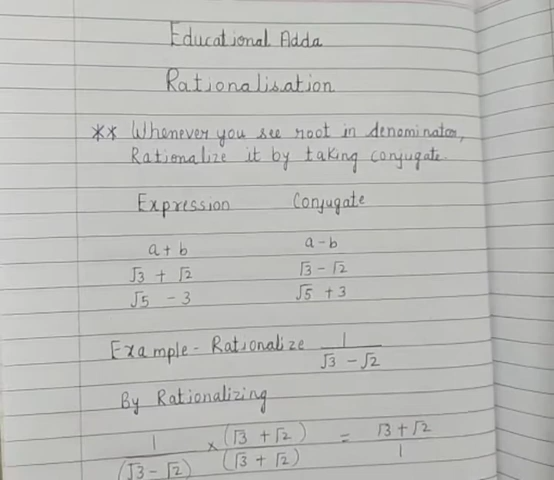 Educational Adda
Rationalisation
** Whenever you see root in denominator,
Rationalize it by taking conjugate.
Expression Conjugate
a + b a - b
√3 + √2 √3 - √2
√5 - 3 √5 + 3
Example - Rationalize 1/(√3 - √2)
By Rationalizing
1/(√3 - √2) × (√3 + √2)/(√3 + √2) = (√3 + √2)/1